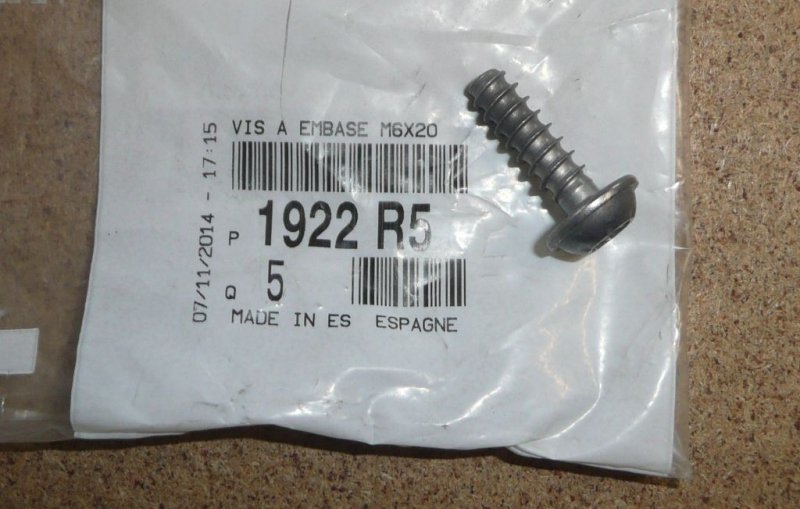 VIS A EMBASE M6X20
P 1922 R5
Q 5
MADE IN ES ESPAGNE
07/11/2014 - 17:15